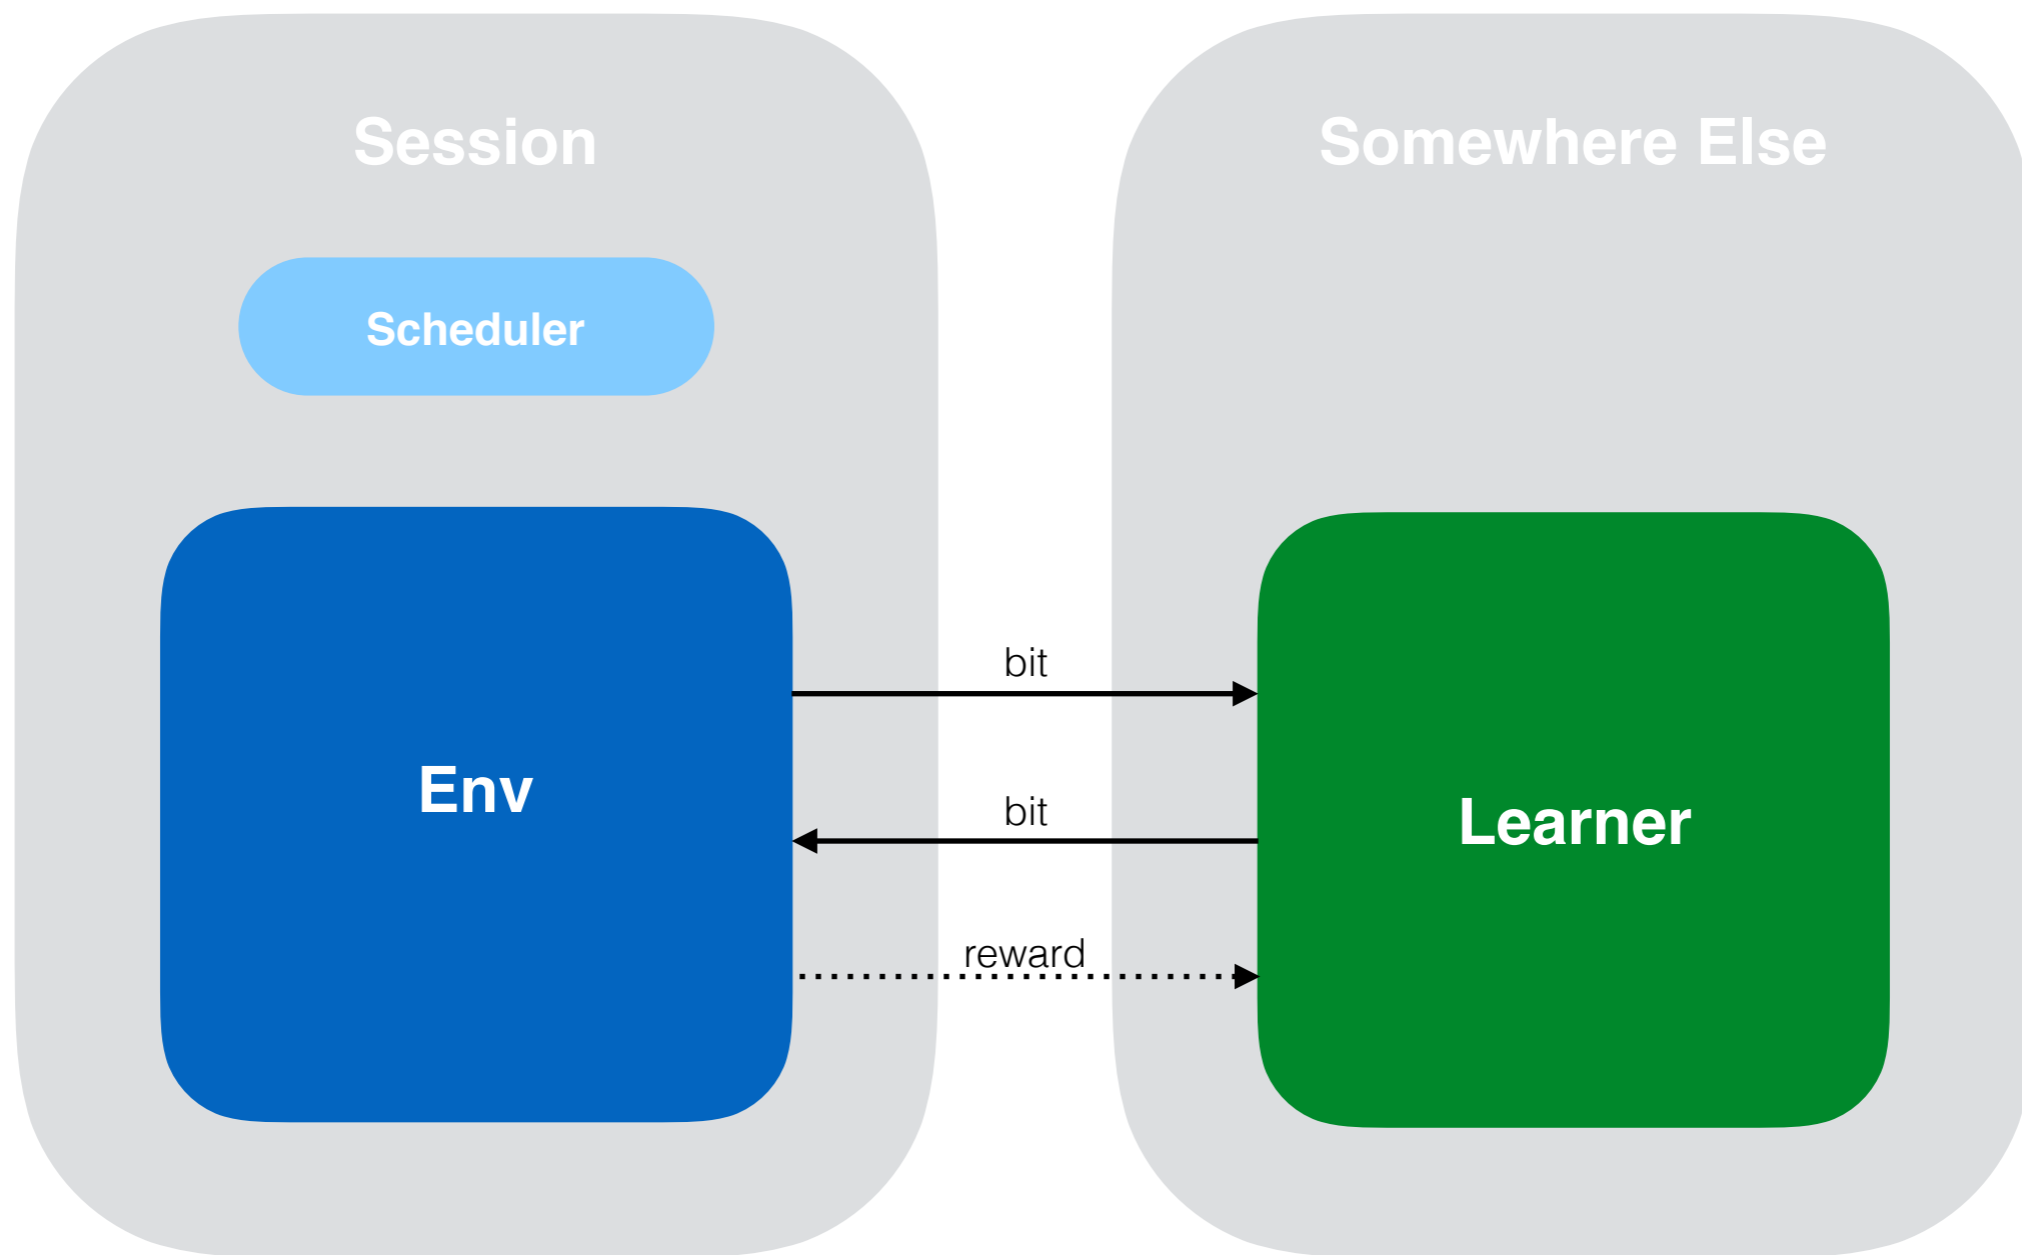 Session
Somewhere Else
Scheduler
bit
Env
bit
Learner
reward